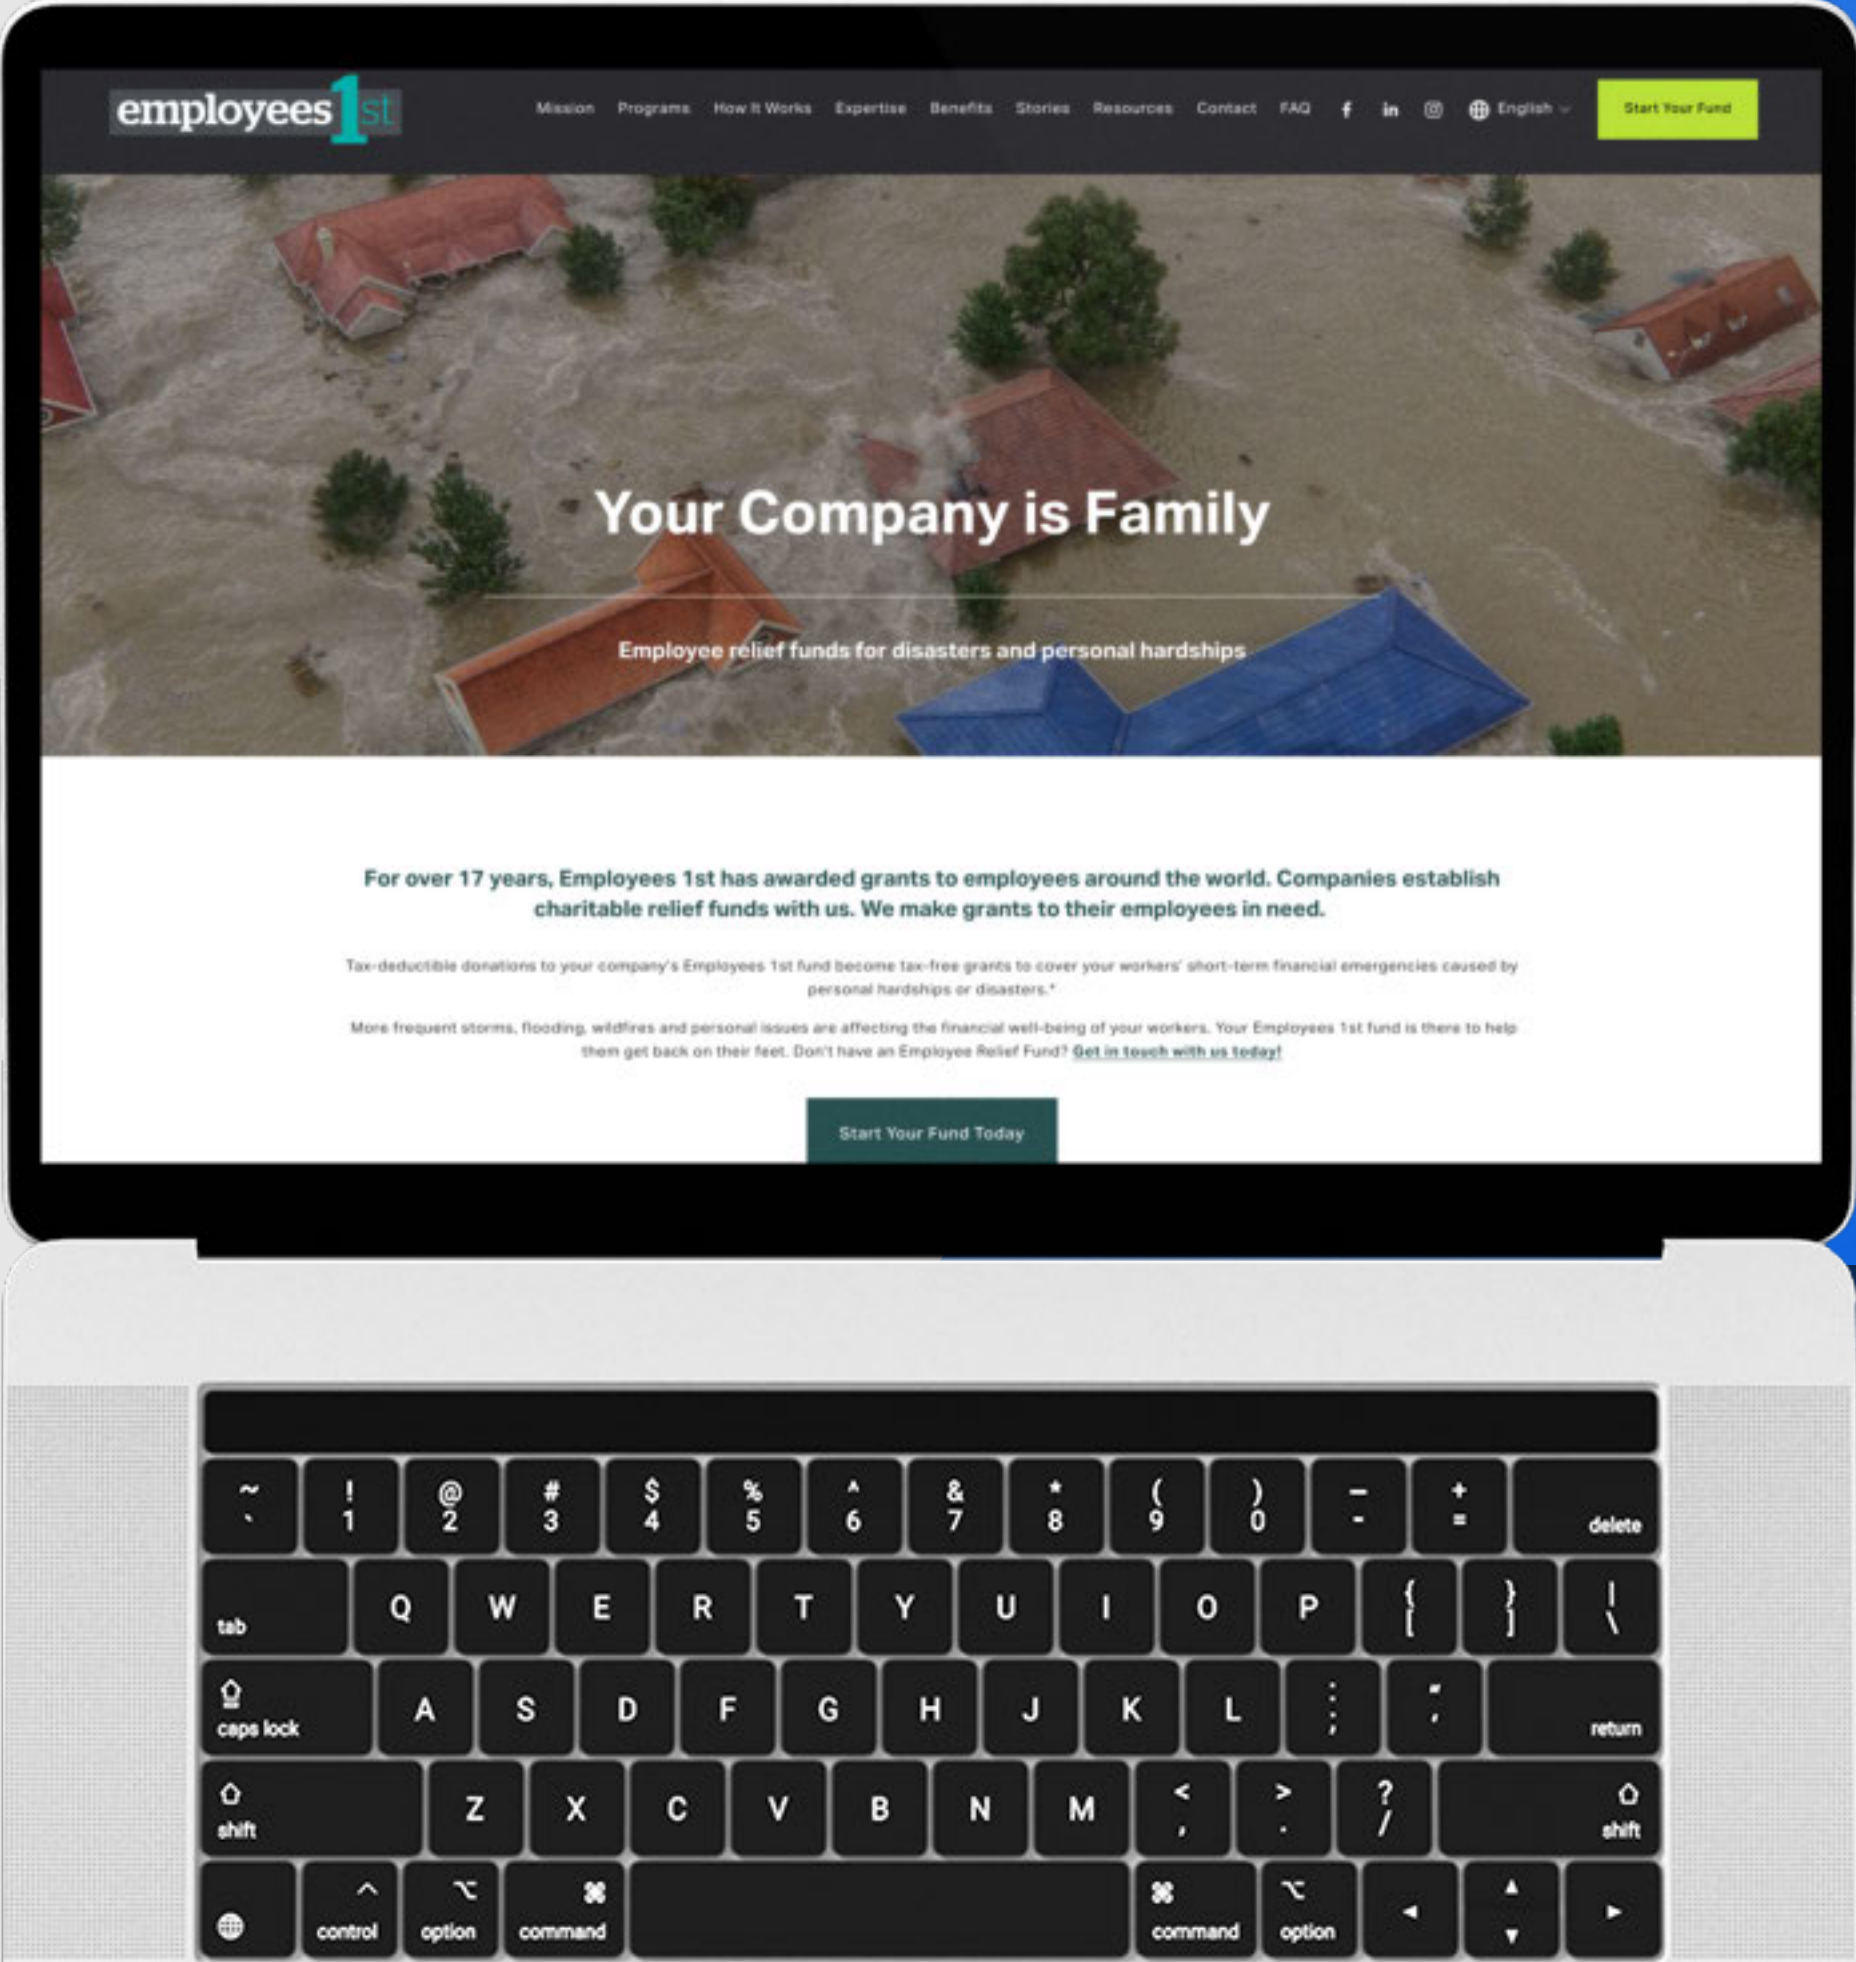 employees1st
Mission Programs How It Works Expertise Benefits Stories Resources Contact FAQ f in English Start Your Fund
Your Company is Family
Employee relief funds for disasters and personal hardships
For over 17 years, Employees 1st has awarded grants to employees around the world. Companies establish
charitable relief funds with us. We make grants to their employees in need.
Tax-deductible donations to your company's Employees 1st fund become tax-free grants to cover your workers' short-term financial emergencies caused by
personal hardships or disasters.*
More frequent storms, flooding, wildfires and personal issues are affecting the financial well-being of your workers. Your Employees 1st fund is there to help
them get back on their feet. Don't have an Employee Relief Fund? Get in touch with us today!
Start Your Fund Today
~ ! @ # $ % ^ & * ( ) — +
` 1 2 3 4 5 6 7 8 9 0 - = delete
tab Q W E R T Y U I O P { [ } ] | \
caps lock A S D F G H J K L : ; " ' return
shift Z X C V B N M < , > . ? / shift
control option command command option